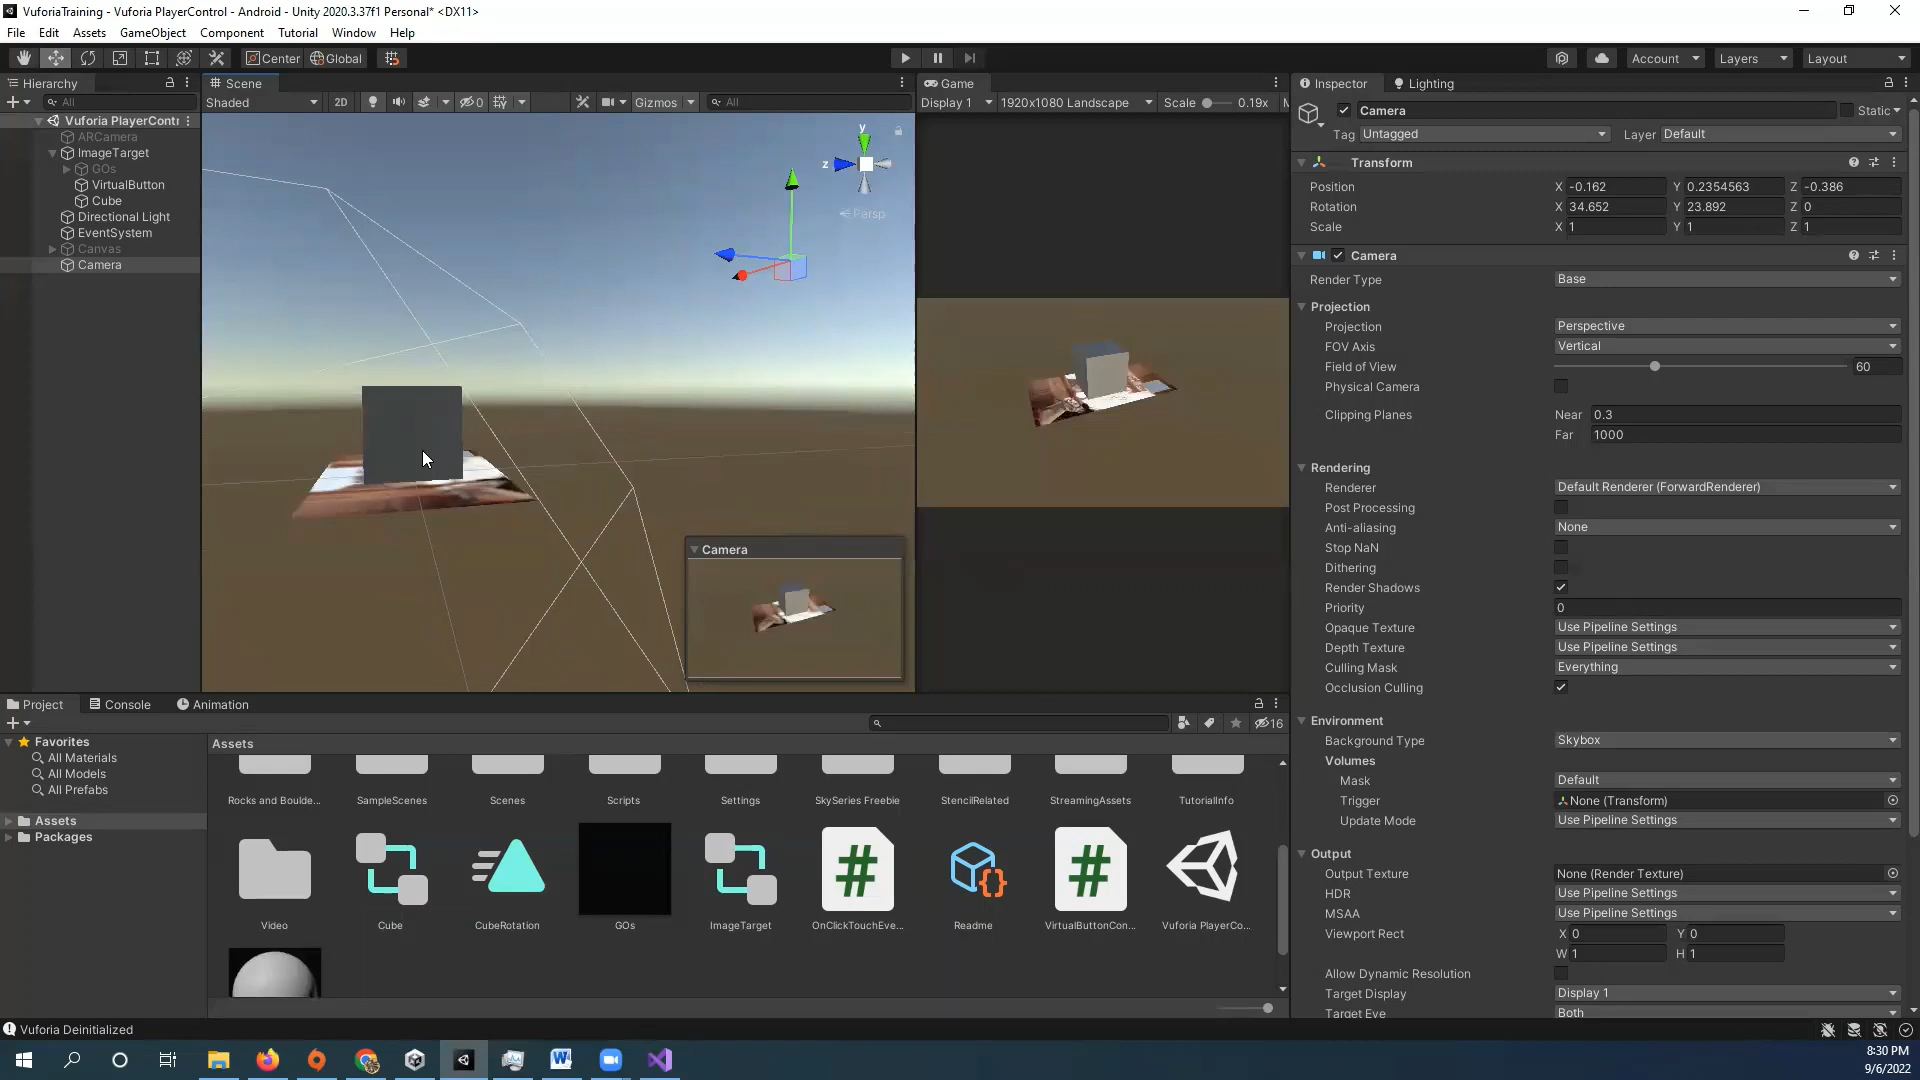 VuforiaTraining - Vuforia PlayerControl - Android - Unity 2020.3.37f1 Personal* <DX11>
File Edit Assets GameObject Component Tutorial Window Help
Center Global Account Layers Layout
Hierarchy
All
Vuforia PlayerContr
ARCamera
ImageTarget
GOs
VirtualButton
Cube
Directional Light
EventSystem
Canvas
Camera
Scene
Shaded 2D 0 Gizmos All
y
z
Persp
Camera
Game
Display 1 1920x1080 Landscape Scale 0.19x M
Inspector Lighting
Camera Static
Tag Untagged Layer Default
Transform
Position X -0.162 Y 0.2354563 Z -0.386
Rotation X 34.652 Y 23.892 Z 0
Scale X 1 Y 1 Z 1
Camera
Render Type Base
Projection
Projection Perspective
FOV Axis Vertical
Field of View 60
Physical Camera
Clipping Planes Near 0.3
Far 1000
Rendering
Renderer Default Renderer (ForwardRenderer)
Post Processing
Anti-aliasing None
Stop NaN
Dithering
Render Shadows
Priority 0
Opaque Texture Use Pipeline Settings
Depth Texture Use Pipeline Settings
Culling Mask Everything
Occlusion Culling
Environment
Background Type Skybox
Volumes
Mask Default
Trigger None (Transform)
Update Mode Use Pipeline Settings
Output
Output Texture None (Render Texture)
HDR Use Pipeline Settings
MSAA Use Pipeline Settings
Viewport Rect X 0 Y 0
W 1 H 1
Allow Dynamic Resolution
Target Display Display 1
Target Eye Both
Project Console Animation
16
Favorites
All Materials
All Models
All Prefabs
Assets
Packages
Assets
Rocks and Boulde... SampleScenes Scenes Scripts Settings SkySeries Freebie StencilRelated StreamingAssets TutorialInfo
Video Cube CubeRotation GOs ImageTarget OnClickTouchEve... Readme VirtualButtonCon... Vuforia PlayerCo...
Vuforia Deinitialized
8:30 PM
9/6/2022